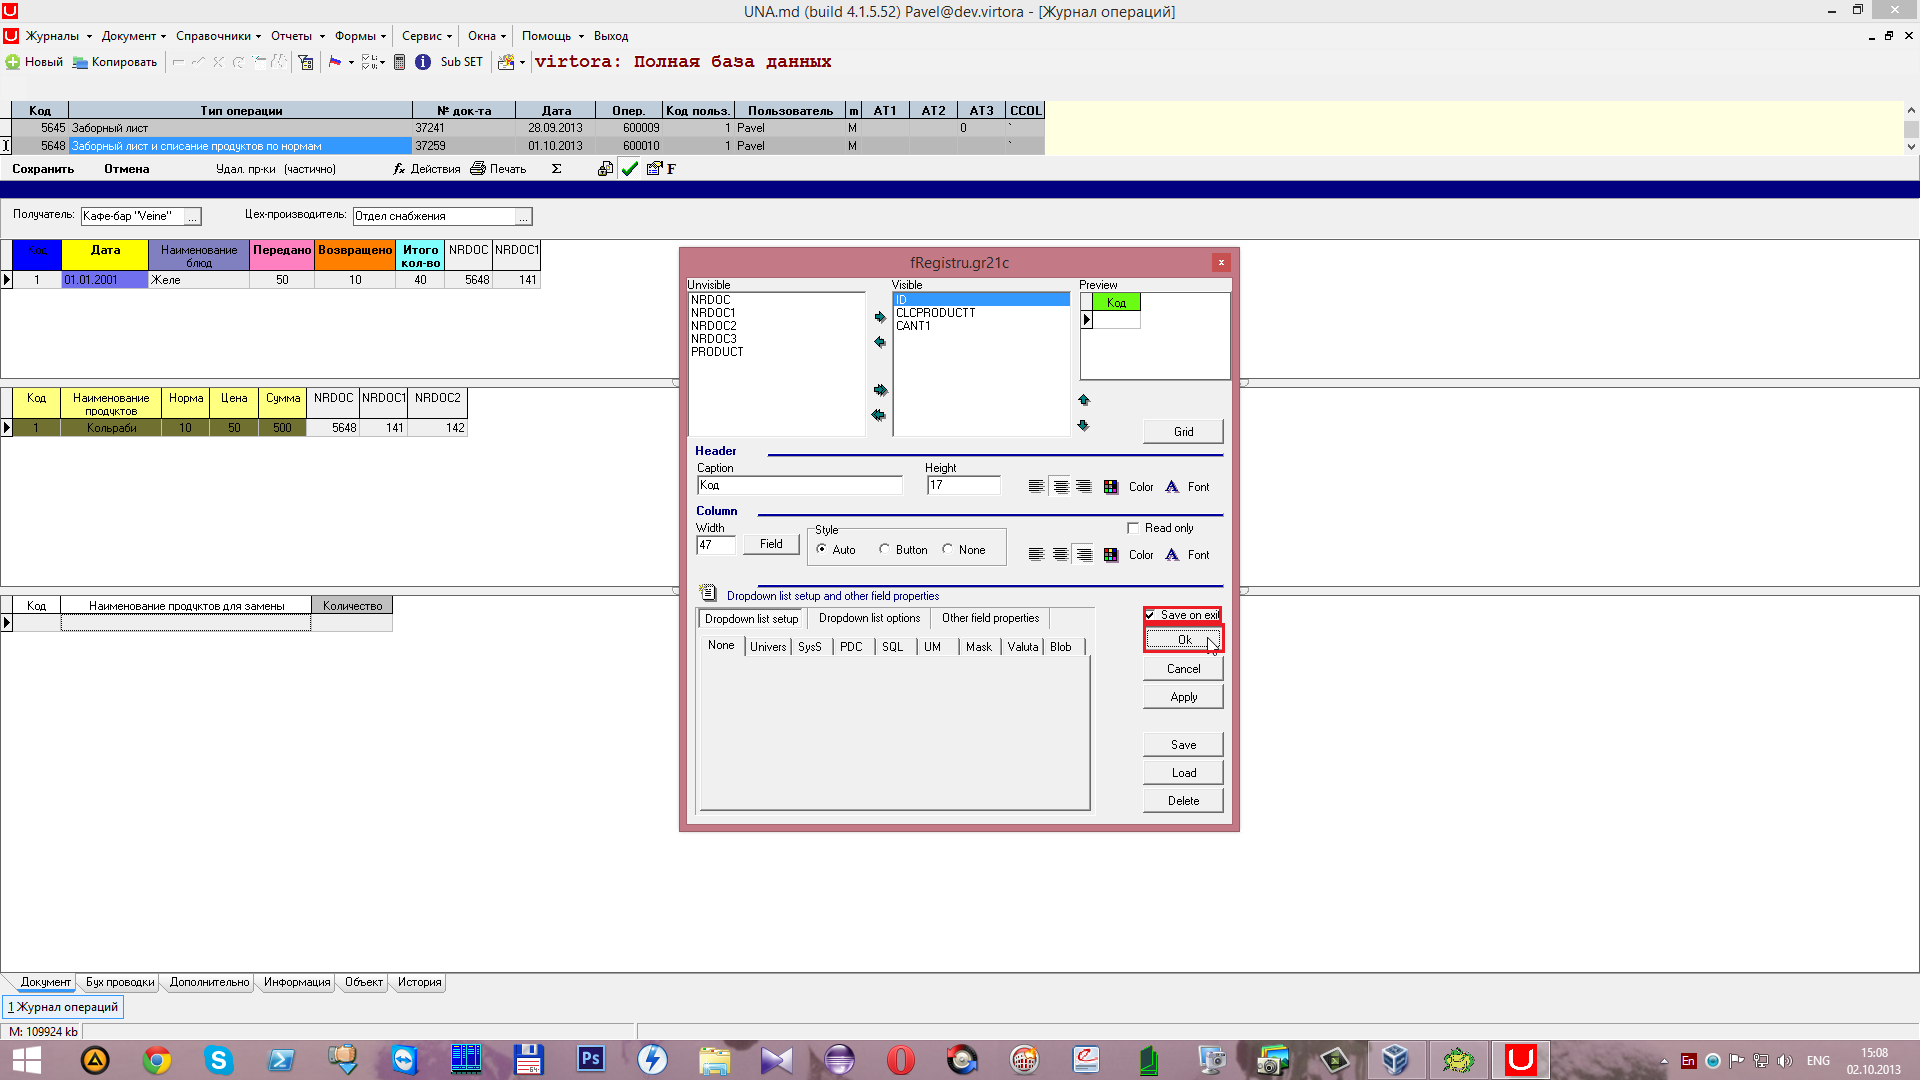 UNA.md (build 4.1.5.52) Pavel@dev.virtora - [Журнал операций]
Журналы Документ Справочники Отчеты Формы Сервис Окна Помощь Выход
Новый Копировать Sub SET virtora: Полная база данных
Код Тип операции № док-та Дата Опер. Код польз. Пользователь m AT1 AT2 AT3 CCOL
5645 Заборный лист 37241 28.09.2013 600009 1 Pavel M 0 `
5648 Заборный лист и списание продуктов по нормам 37259 01.10.2013 600010 1 Pavel M `
Сохранить Отмена Удал. пр-ки (частично) fx Действия Печать Σ F
Получатель: Кафе-бар "Veine" ... Цех-производитель: Отдел снабжения ...
Код Дата Наименование блюд Передано Возвращено Итого кол-во NRDOC NRDOC1
1 01.01.2001 Желе 50 10 40 5648 141
Код Наименование продуктов Норма Цена Сумма NRDOC NRDOC1 NRDOC2
1 Кольраби 10 50 500 5648 141 142
Код Наименование продуктов для замены Количество
fRegistru.gr21c
x
Unvisible Visible Preview
NRDOC
NRDOC1
NRDOC2
NRDOC3
PRODUCT
ID
CLCPRODUCTT
CANT1
Код
Grid
Header
Caption Height
Код 17 Color Font
Column
Width Style Read only
47 Field Auto Button None Color Font
Dropdown list setup and other field properties
Dropdown list setup Dropdown list options Other field properties
None Univers SysS PDC SQL UM Mask Valuta Blob
Save on exit
Ok
Cancel
Apply
Save
Load
Delete
Документ Бух проводки Дополнительно Информация Объект История
1 Журнал операций
M: 109924 kb
Ps 64 En ENG 15:08
02.10.2013